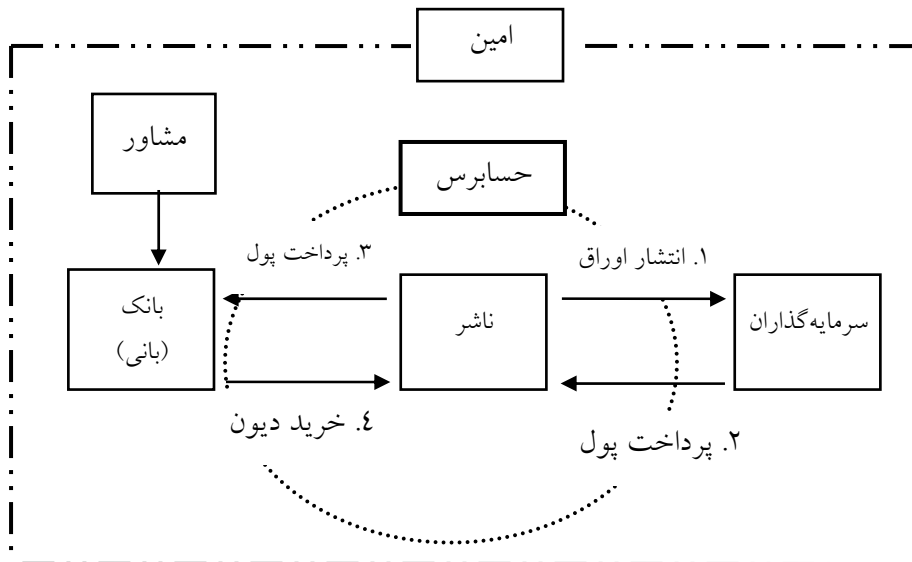 امین
مشاور
حسابرس
۱. انتشار اوراق
۳. پرداخت پول
سرمایه‌گذاران
ناشر
بانک
(بانی)
۲. پرداخت پول
٤. خرید دیون